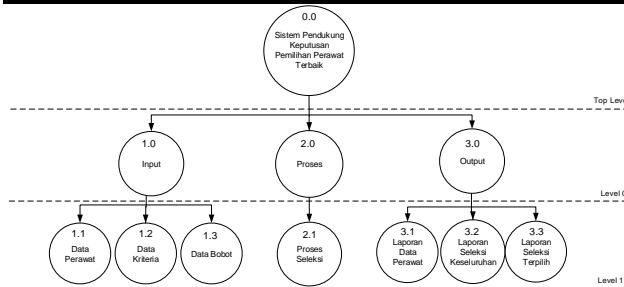 0.0
Sistem Pendukung
Keputusan
Pemilihan Perawat
Terbaik
Top Leve
1.0
Input
2.0
Proses
3.0
Output
Level 0
1.1
Data
Perawat
1.2
Data
Kriteria
1.3
Data Bobot
2.1
Proses
Seleksi
3.1
Laporan
Data
Perawat
3.2
Laporan
Seleksi
Keseluruhan
3.3
Laporan
Seleksi
Terpilih
Level 1